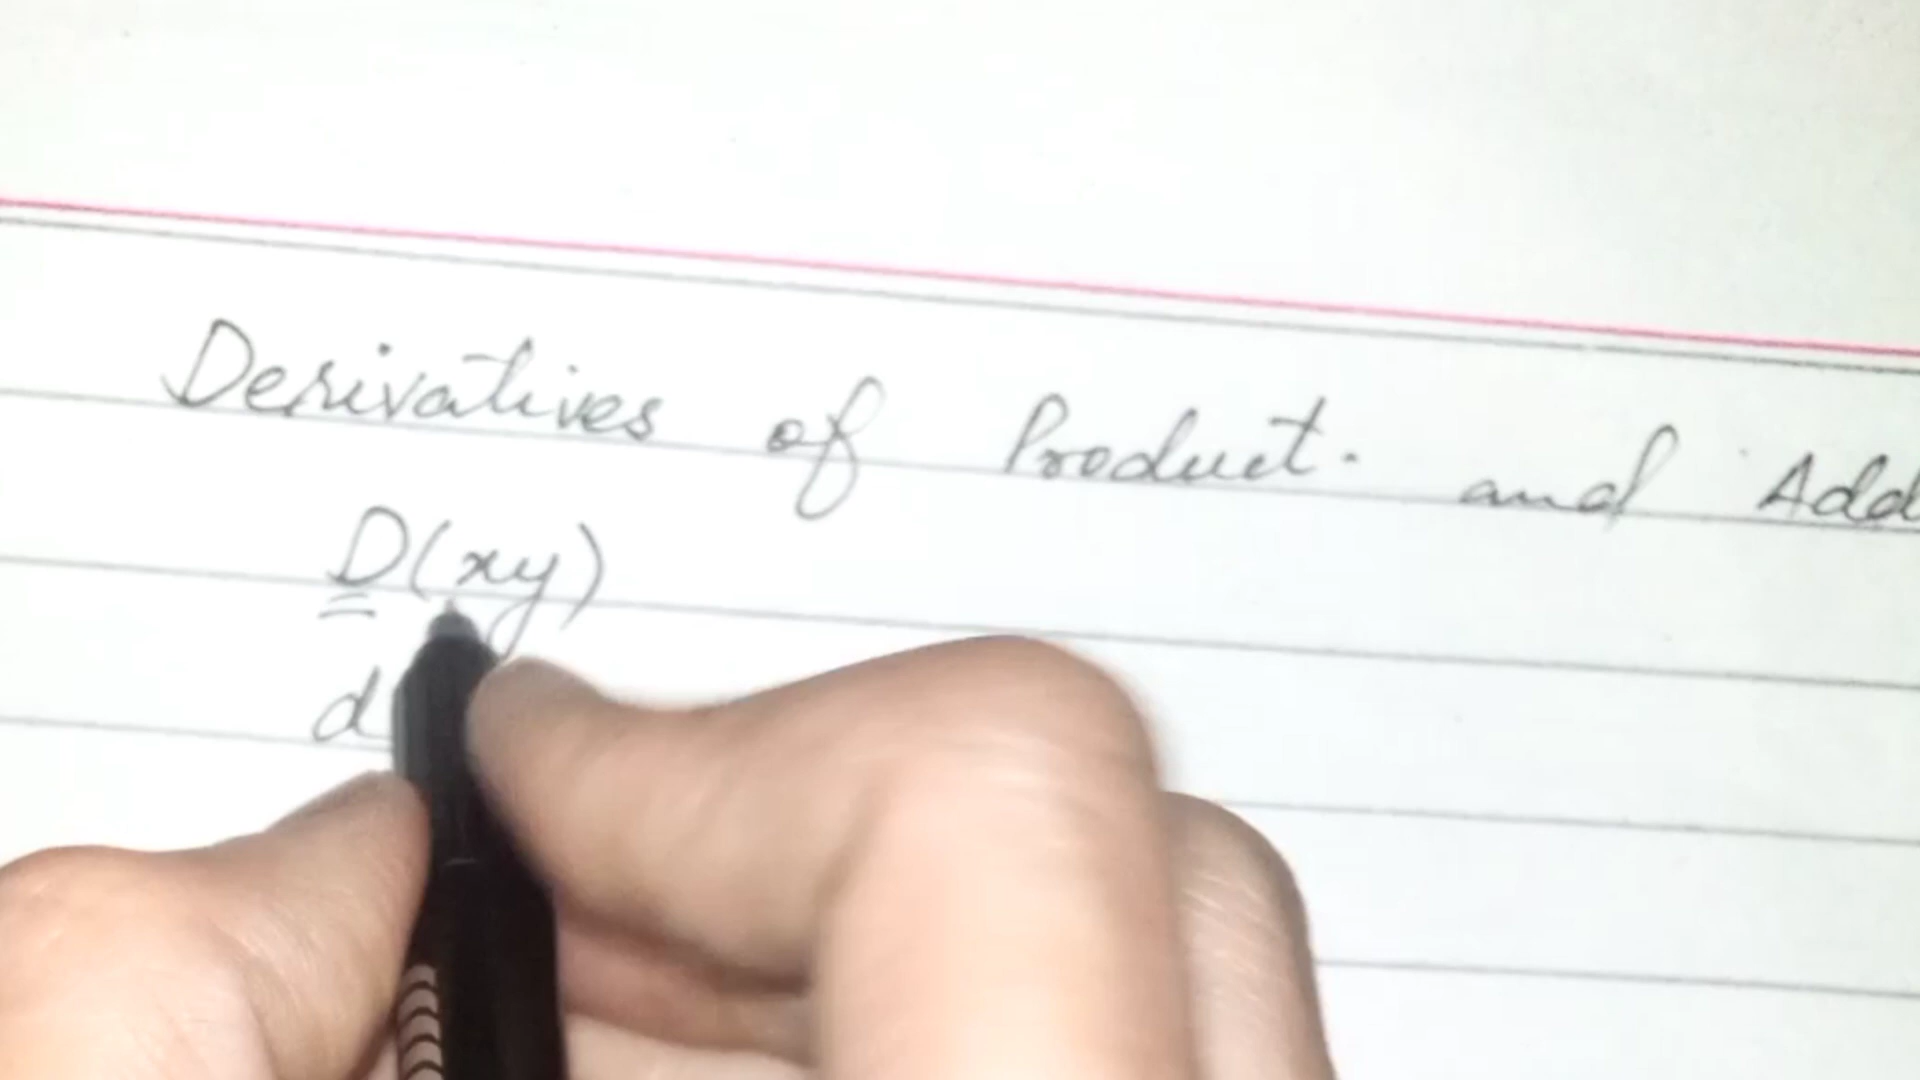 Derivatives of Product. and Add
D(xy)
d